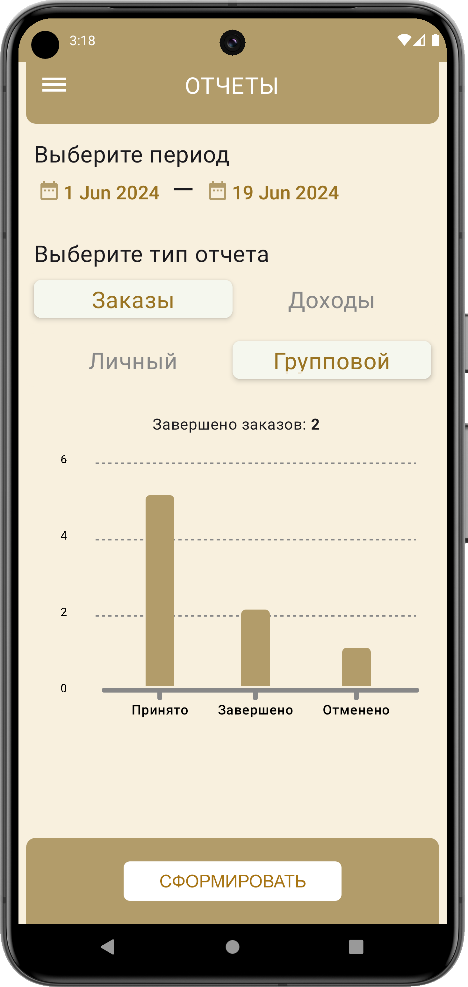 3:18
ОТЧЕТЫ
Выберите период
1 Jun 2024 — 19 Jun 2024
Выберите тип отчета
Заказы Доходы
Личный Групповой
Завершено заказов: 2
6
4
2
0
Принято Завершено Отменено
СФОРМИРОВАТЬ